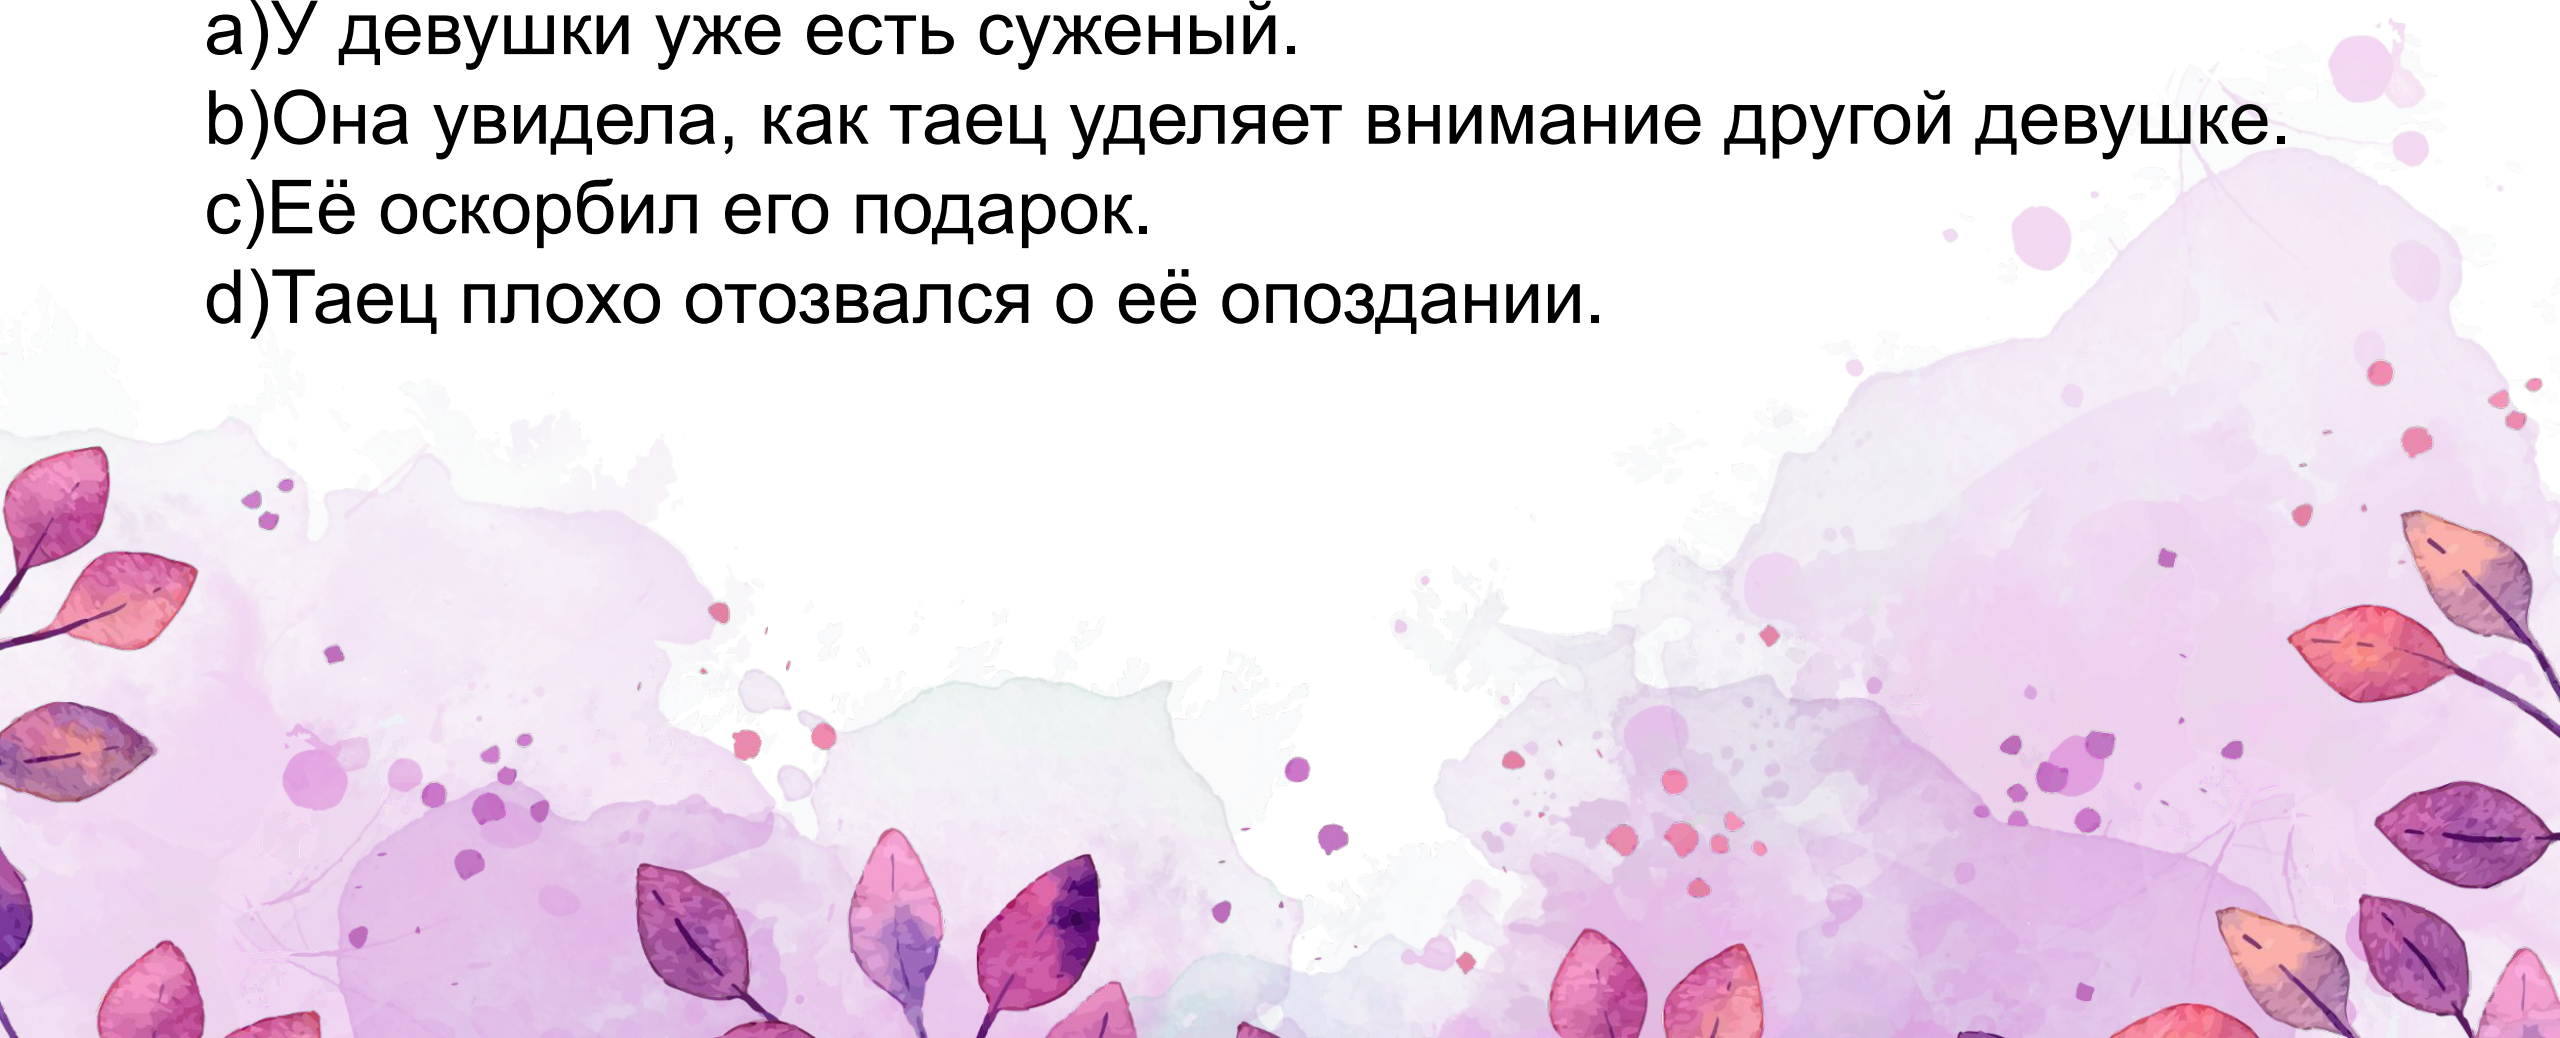 a)У девушки уже есть суженый.
b)Она увидела, как таец уделяет внимание другой девушке.
c)Её оскорбил его подарок.
d)Таец плохо отозвался о её опоздании.